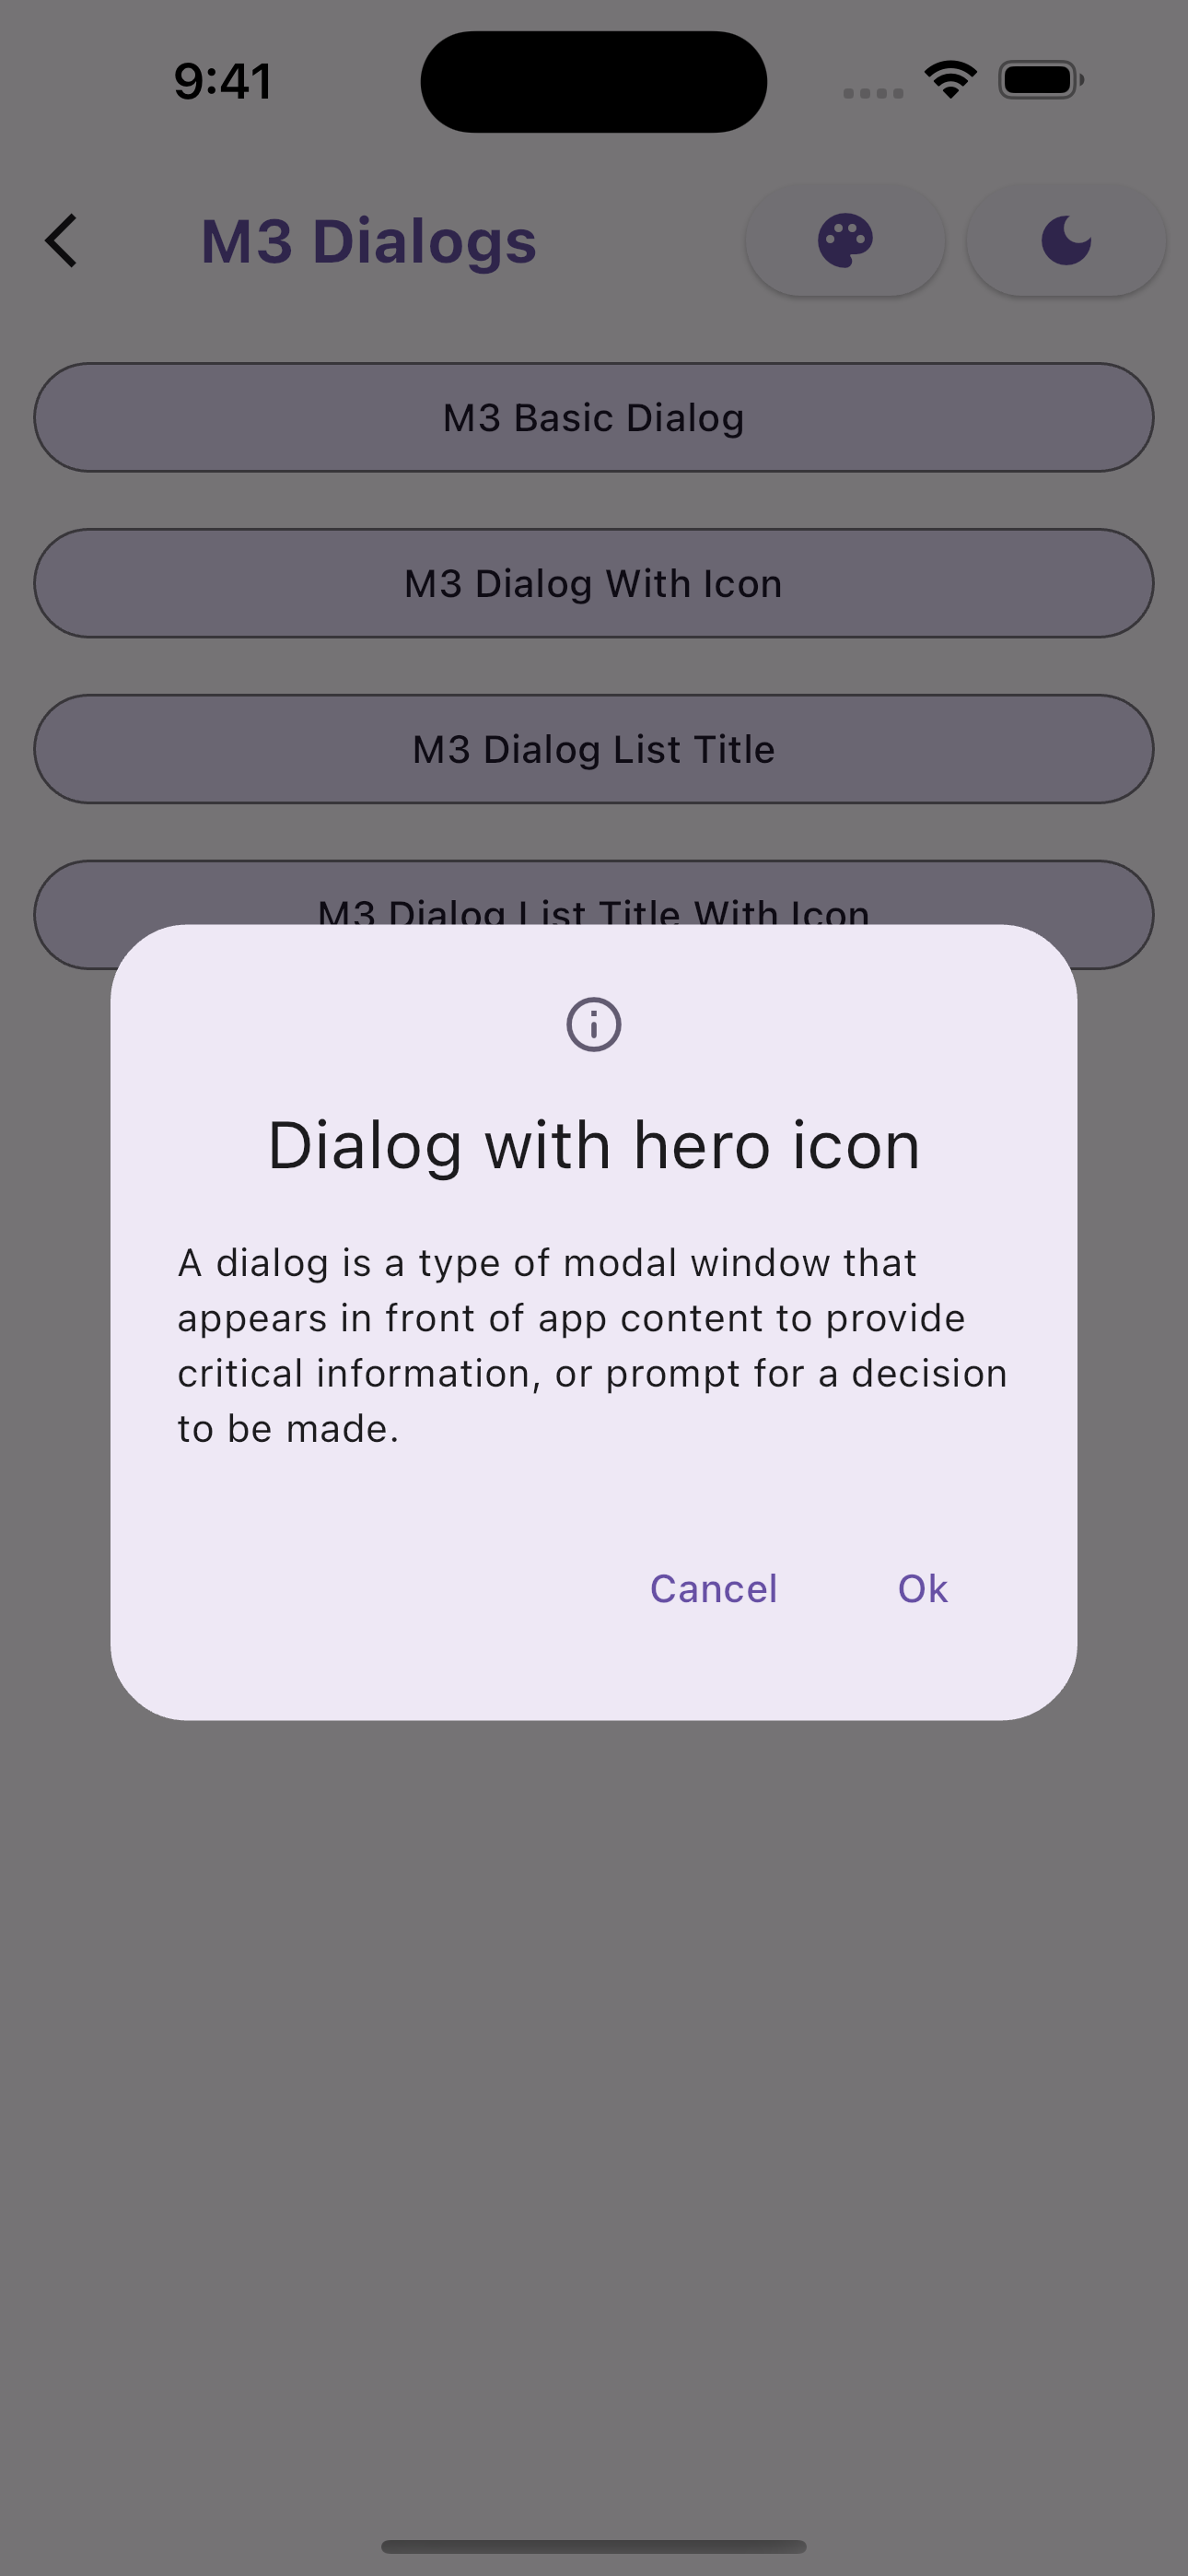 9:41
M3 Dialogs
M3 Basic Dialog
M3 Dialog With Icon
M3 Dialog List Title
M3 Dialog List Title With Icon
Dialog with hero icon
A dialog is a type of modal window that
appears in front of app content to provide
critical information, or prompt for a decision
to be made.
Cancel Ok